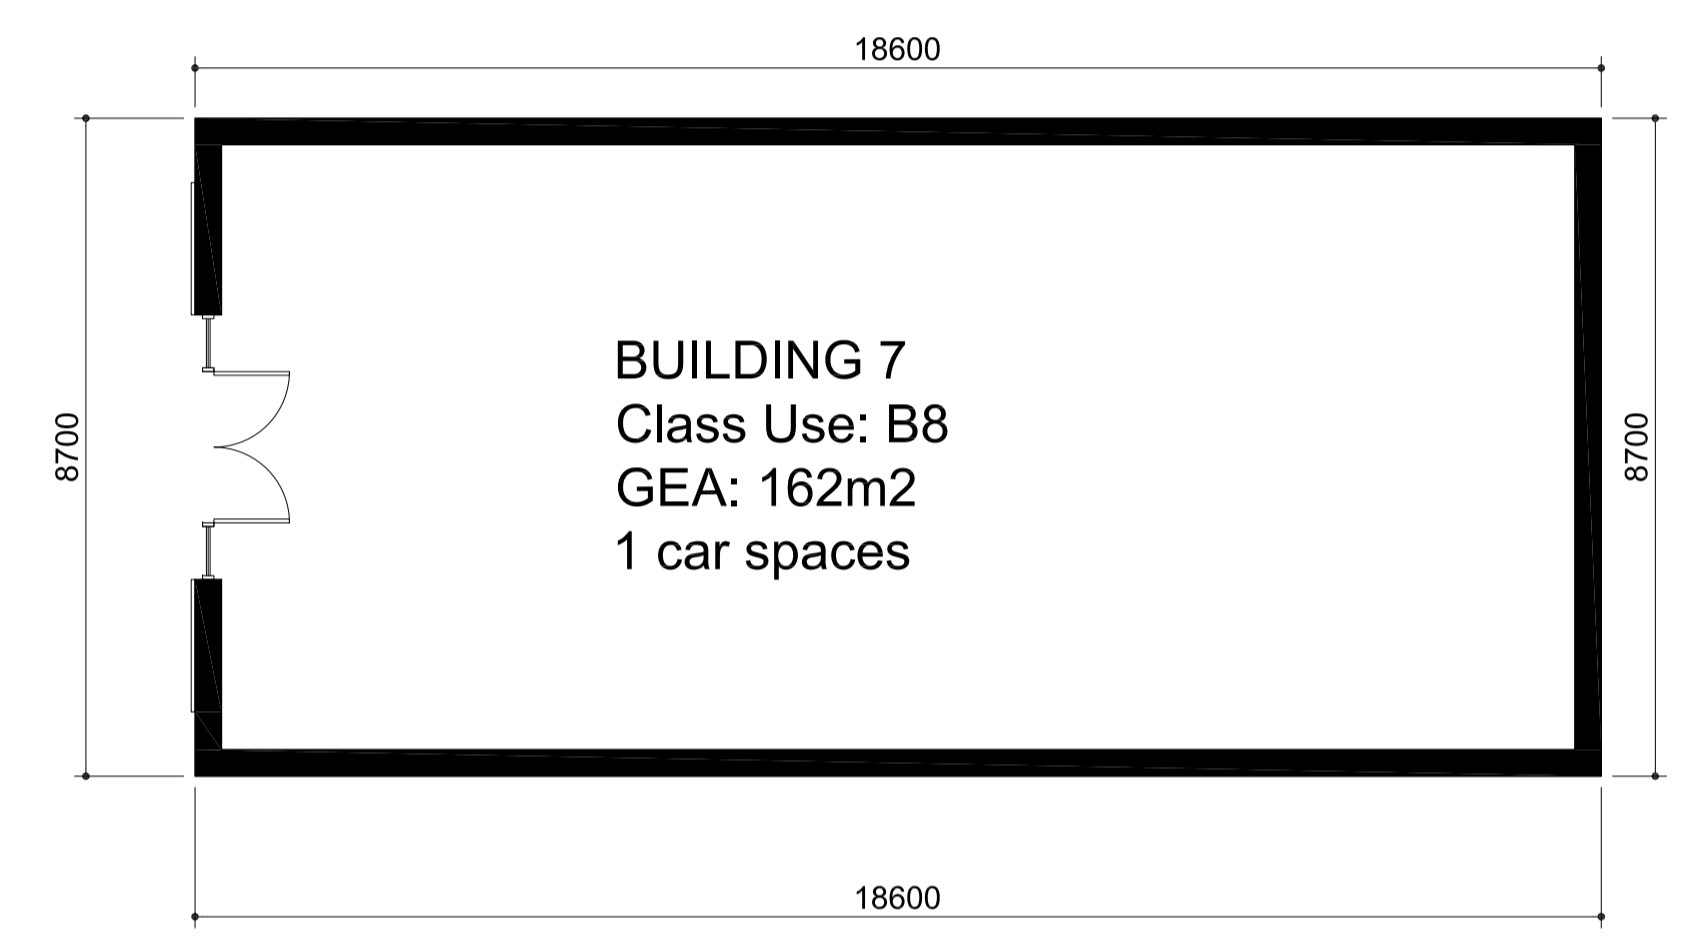 18600
8700
BUILDING 7
Class Use: B8
GEA: 162m2
1 car spaces
8700
18600